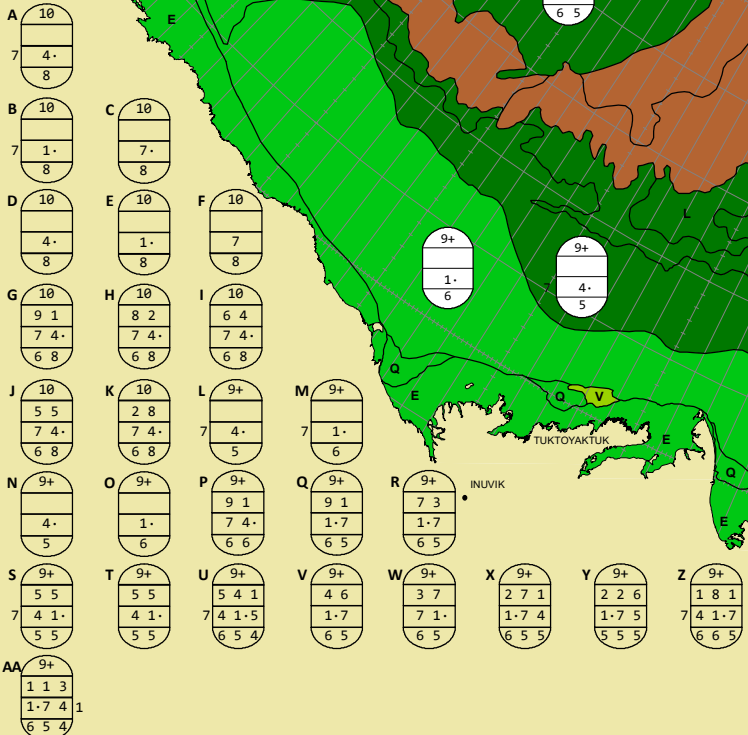 6 5
E
A 10
7 4·
8
B 10
7 1·
8
C 10
7·
8
D 10
4·
8
E 10
1·
8
F 10
7
8
9+
1·
6
9+
7 4·
5
L
G 10
9 1
7 4·
6 8
H 10
8 2
7 4·
6 8
I 10
6 4
7 4·
6 8
Q
E
Q
V
E
Q
E
TUKTOYAKTUK
INUVIK
J 10
5 5
7 4·
6 8
K 10
2 8
7 4·
6 8
L 9+
7 4·
5
M 9+
7 1·
6
N 9+
4·
5
O 9+
1·
6
P 9+
9 1
7 4·
6 6
Q 9+
9 1
1·7
6 5
R 9+
7 3
1·7
6 5
S 9+
5 5
7 4 1·
5 5
T 9+
5 5
4 1·
5 5
U 9+
5 4 1
7 4 1·5
6 5 4
V 9+
4 6
1·7
6 5
W 9+
3 7
7 1·
6 5
X 9+
2 7 1
1·7 4
6 5 5
Y 9+
2 2 6
1·7 5
5 5 5
Z 9+
1 8 1
7 4 1·7
6 6 5
AA 9+
1 1 3
1·7 4 1
6 5 4